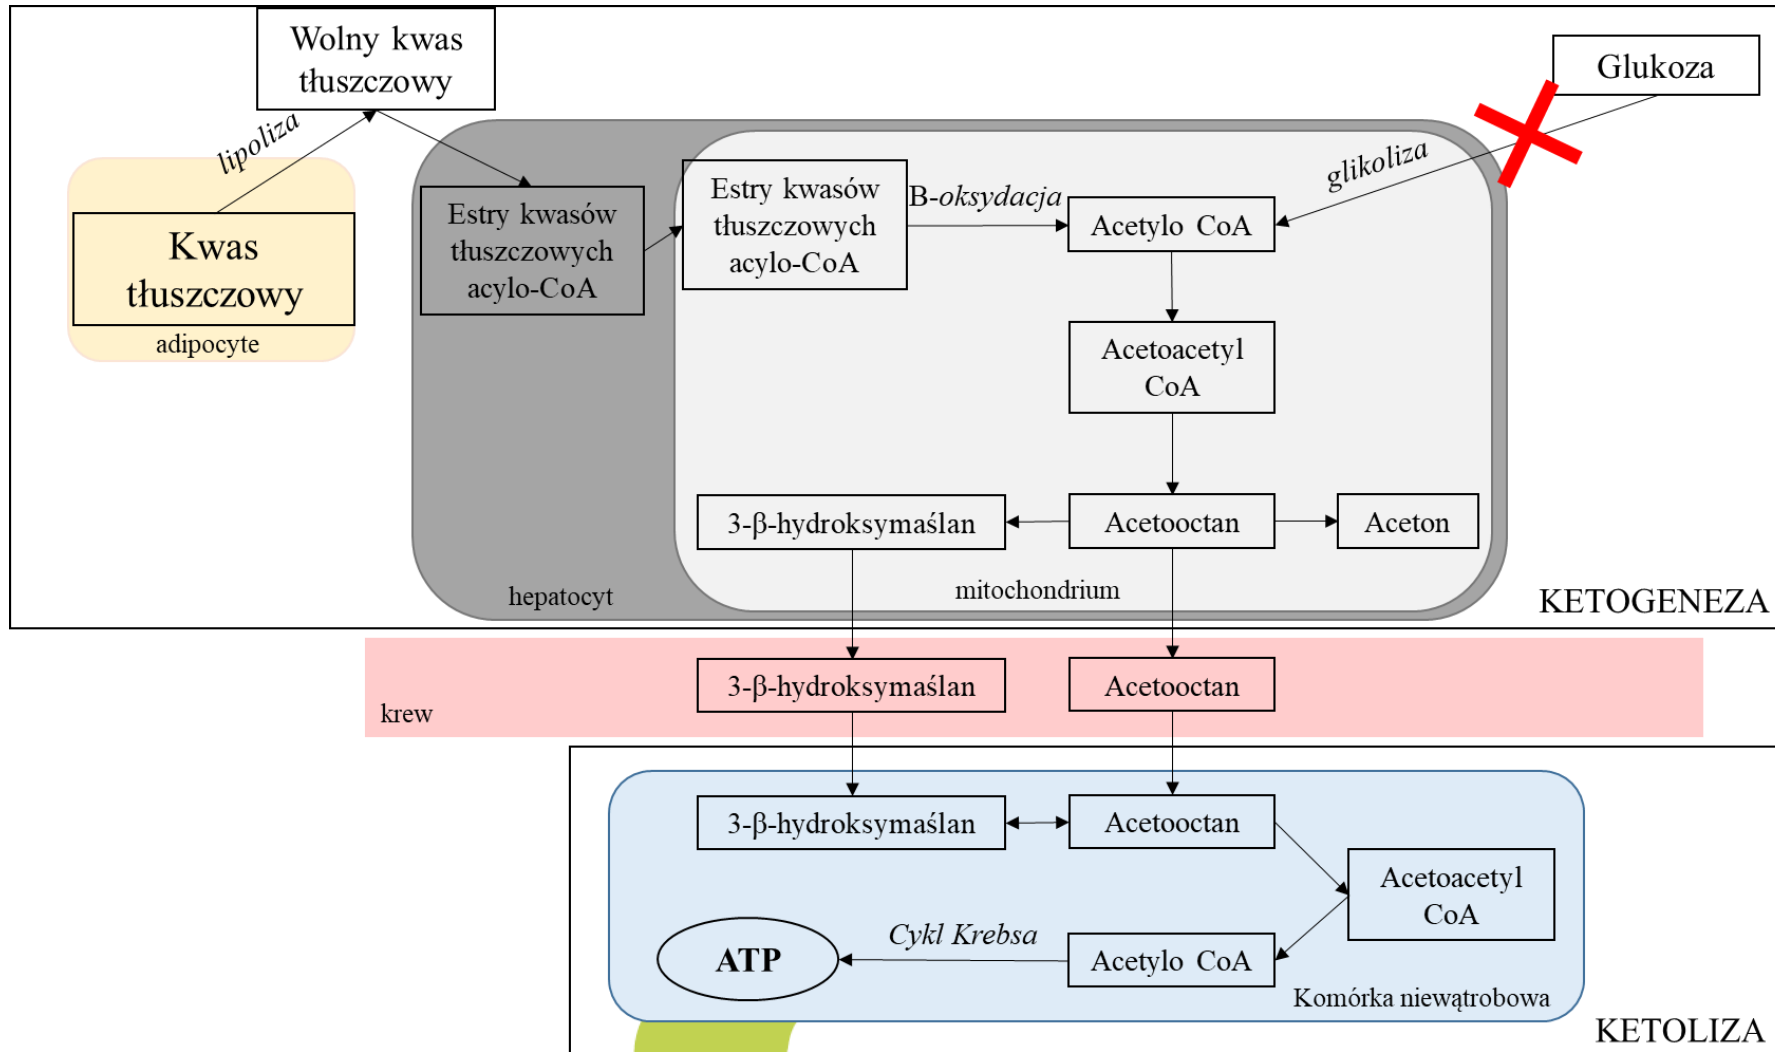 Wolny kwas
tłuszczowy
Glukoza
lipoliza
glikoliza
Kwas
tłuszczowy
adipocyte
Estry kwasów
tłuszczowych
acylo-CoA
Estry kwasów
tłuszczowych
acylo-CoA
B-oksydacja
Acetylo CoA
Acetoacetyl
CoA
3-β-hydroksymaślan
Acetooctan
Aceton
hepatocyt
mitochondrium
KETOGENEZA
3-β-hydroksymaślan
Acetooctan
krew
3-β-hydroksymaślan
Acetooctan
Acetoacetyl
CoA
ATP
Cykl Krebsa
Acetylo CoA
Komórka niewątrobowa
KETOLIZA